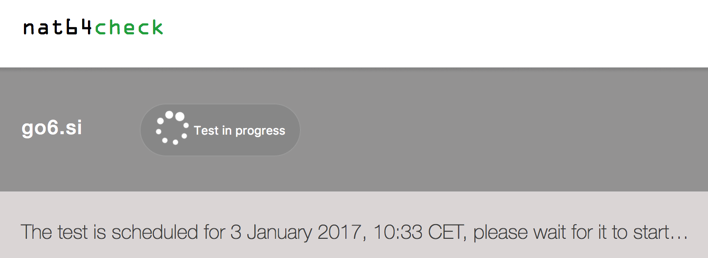 nat64check
go6.si
Test in progress
The test is scheduled for 3 January 2017, 10:33 CET, please wait for it to start...